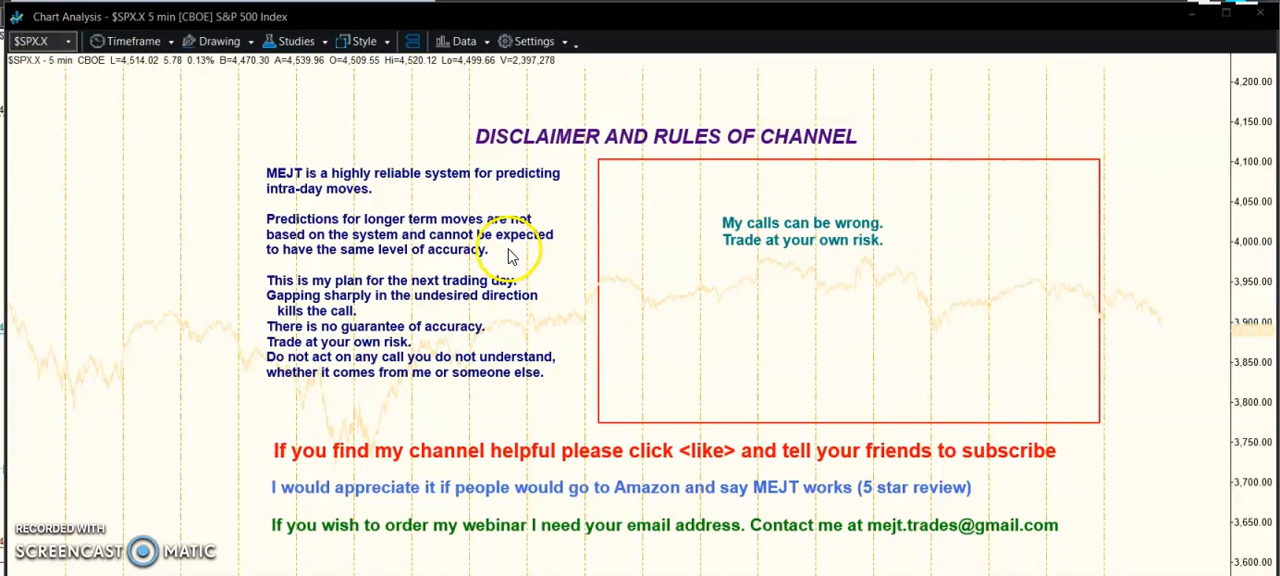 Chart Analysis - $SPX.X 5 min [CBOE] S&P 500 Index
$SPX.X Timeframe Drawing Studies Style Data Settings
$SPX.X - 5 min CBOE L=4,514.02 5.78 0.13% B=4,470.30 A=4,539.96 O=4,509.55 Hi=4,520.12 Lo=4,499.66 V=2,397,278
4,200.00
4,150.00
4,100.00
4,050.00
4,000.00
3,950.00
3,900.00
3,850.00
3,800.00
3,750.00
3,700.00
3,650.00
3,600.00
DISCLAIMER AND RULES OF CHANNEL
MEJT is a highly reliable system for predicting
intra-day moves.
Predictions for longer term moves are not
based on the system and cannot be expected
to have the same level of accuracy.
This is my plan for the next trading day.
Gapping sharply in the undesired direction
kills the call.
There is no guarantee of accuracy.
Trade at your own risk.
Do not act on any call you do not understand,
whether it comes from me or someone else.
My calls can be wrong.
Trade at your own risk.
If you find my channel helpful please click <like> and tell your friends to subscribe
I would appreciate it if people would go to Amazon and say MEJT works (5 star review)
If you wish to order my webinar I need your email address. Contact me at mejt.trades@gmail.com
RECORDED WITH
SCREENCAST MATIC